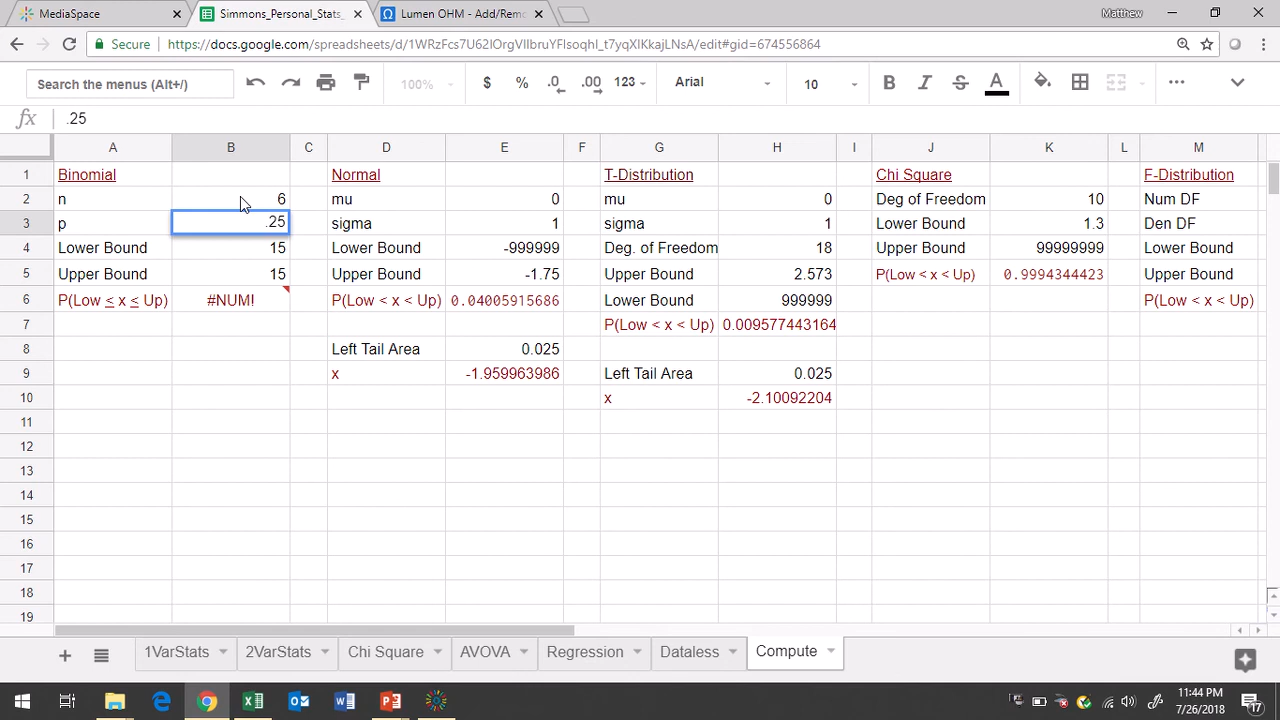 MediaSpace
Simmons_Personal_Stats_
Lumen OHM - Add/Rem
Matthew
Secure
https://docs.google.com/spreadsheets/d/1WRzFcs7U62IOrgVIIbruYFIsoqhI_t7yqXIKkajLNsA/edit#gid=674556864
Search the menus (Alt+/)
100%
$ % .0 .00 123
Arial
10
B I S A
fx .25
A B C D E F G H I J K L M
1 Binomial Normal T-Distribution Chi Square F-Distribution
2 n 6 mu 0 mu 0 Deg of Freedom 10 Num DF
3 p .25 sigma 1 sigma 1 Lower Bound 1.3 Den DF
4 Lower Bound 15 Lower Bound -999999 Deg. of Freedom 18 Upper Bound 99999999 Lower Bound
5 Upper Bound 15 Upper Bound -1.75 Upper Bound 2.573 P(Low < x < Up) 0.9994344423 Upper Bound
6 P(Low ≤ x ≤ Up) #NUM! P(Low < x < Up) 0.04005915686 Lower Bound 999999 P(Low < x < Up)
7 P(Low < x < Up) 0.009577443164
8 Left Tail Area 0.025
9 x -1.959963986 Left Tail Area 0.025
10 x -2.10092204
11
12
13
14
15
16
17
18
19
1VarStats 2VarStats Chi Square AVOVA Regression Dataless Compute
11:44 PM
7/26/2018
17